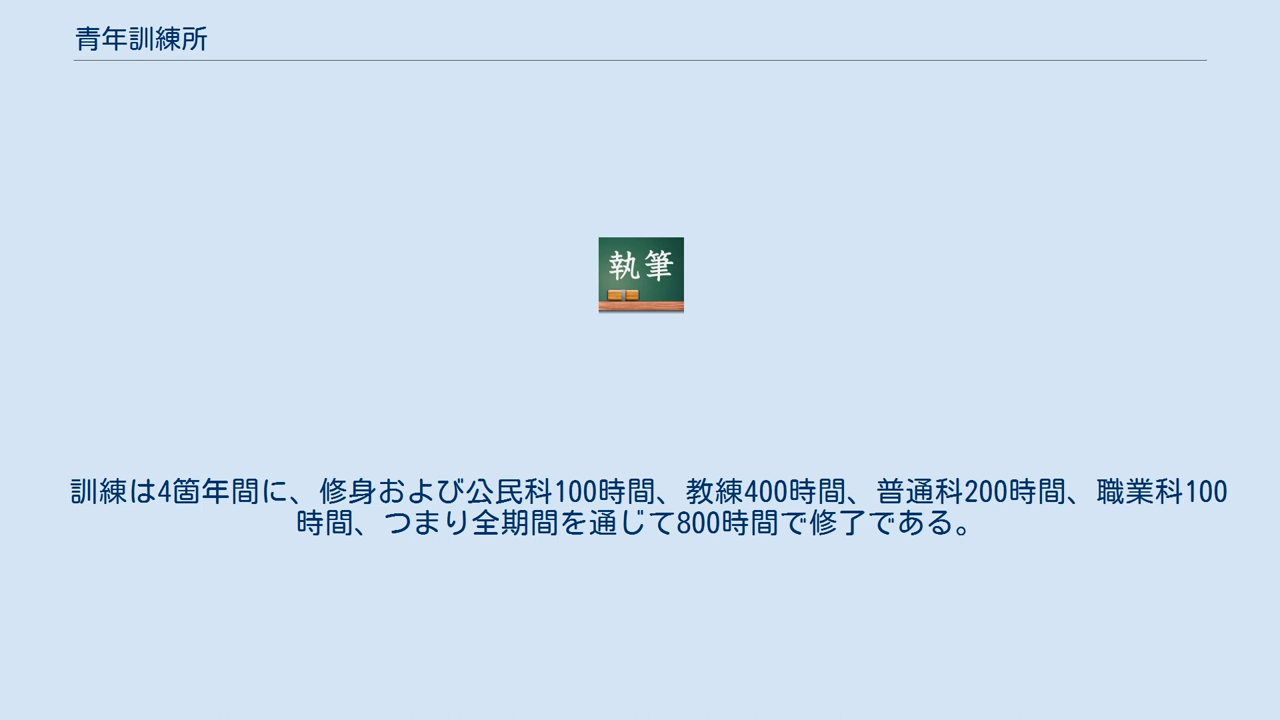 青年訓練所
執筆
訓練は4箇年間に、修身および公民科100時間、教練400時間、普通科200時間、職業科100
時間、つまり全期間を通じて800時間で修了である。